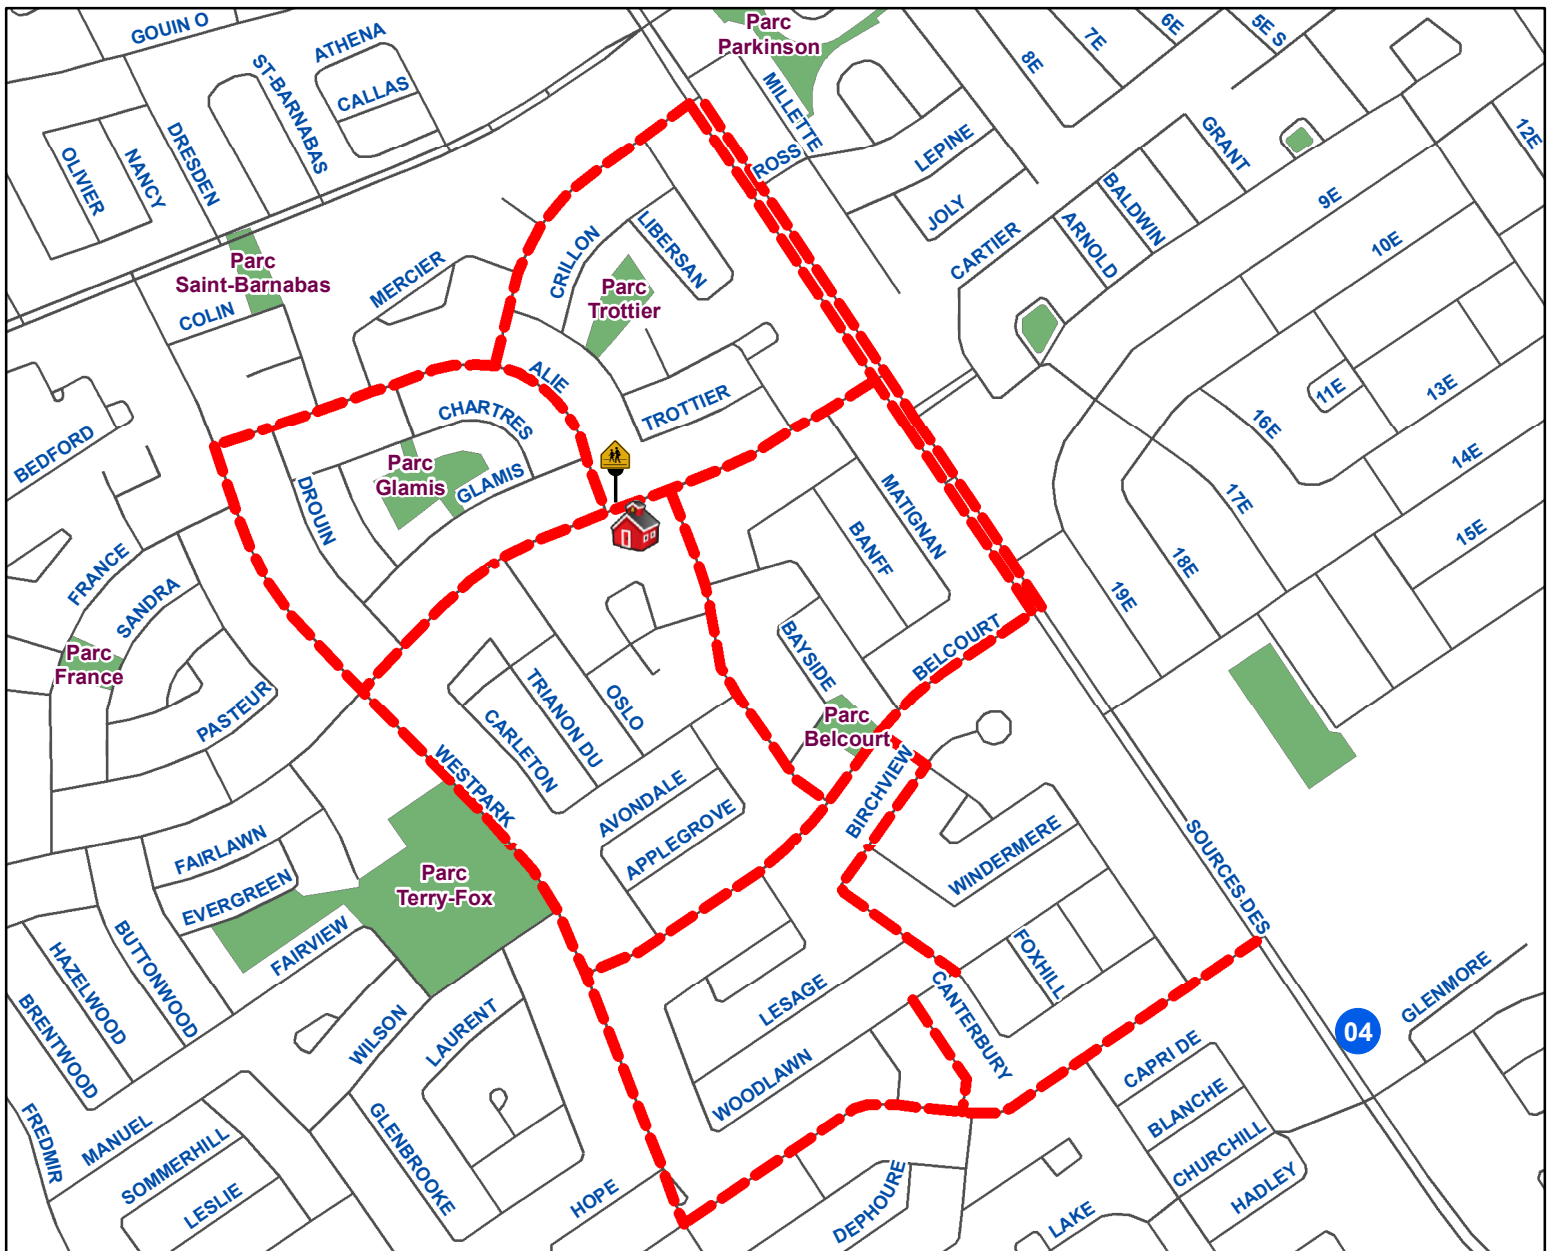 GOUIN O
ATHENA
ST-BARNABAS
CALLAS
Parc
Parkinson
8E
7E
6E
5E S
MILLETTE
ROSS
LEPINE
GRANT
12E
OLIVIER
NANCY
DRESDEN
JOLY
BALDWIN
ARNOLD
CARTIER
9E
10E
Parc
Saint-Barnabas
COLIN
MERCIER
CRILLON
LIBERSAN
Parc
Trottier
ALIE
TROTTIER
CHARTRES
11E
13E
16E
14E
17E
15E
18E
19E
BEDFORD
Parc
Glamis
GLAMIS
DROUIN
MATIGNAN
BANFF
FRANCE
SANDRA
Parc
France
PASTEUR
BAYSIDE
BELCOURT
Parc
Belcourt
TRIANON DU
OSLO
CARLETON
WESTPARK
AVONDALE
APPLEGROVE
BIRCHVIEW
WINDERMERE
SOURCES DES
FAIRLAWN
EVERGREEN
Parc
Terry-Fox
FAIRVIEW
BUTTONWOOD
HAZELWOOD
BRENTWOOD
WILSON
LAURENT
LESAGE
WOODLAWN
CANTERBURY
FOXHILL
GLENMORE
04
CAPRI DE
BLANCHE
CHURCHILL
HADLEY
FREDMIR
MANUEL
SOMMERHILL
LESLIE
GLENBROOKE
HOPE
DEPHOURE
LAKE